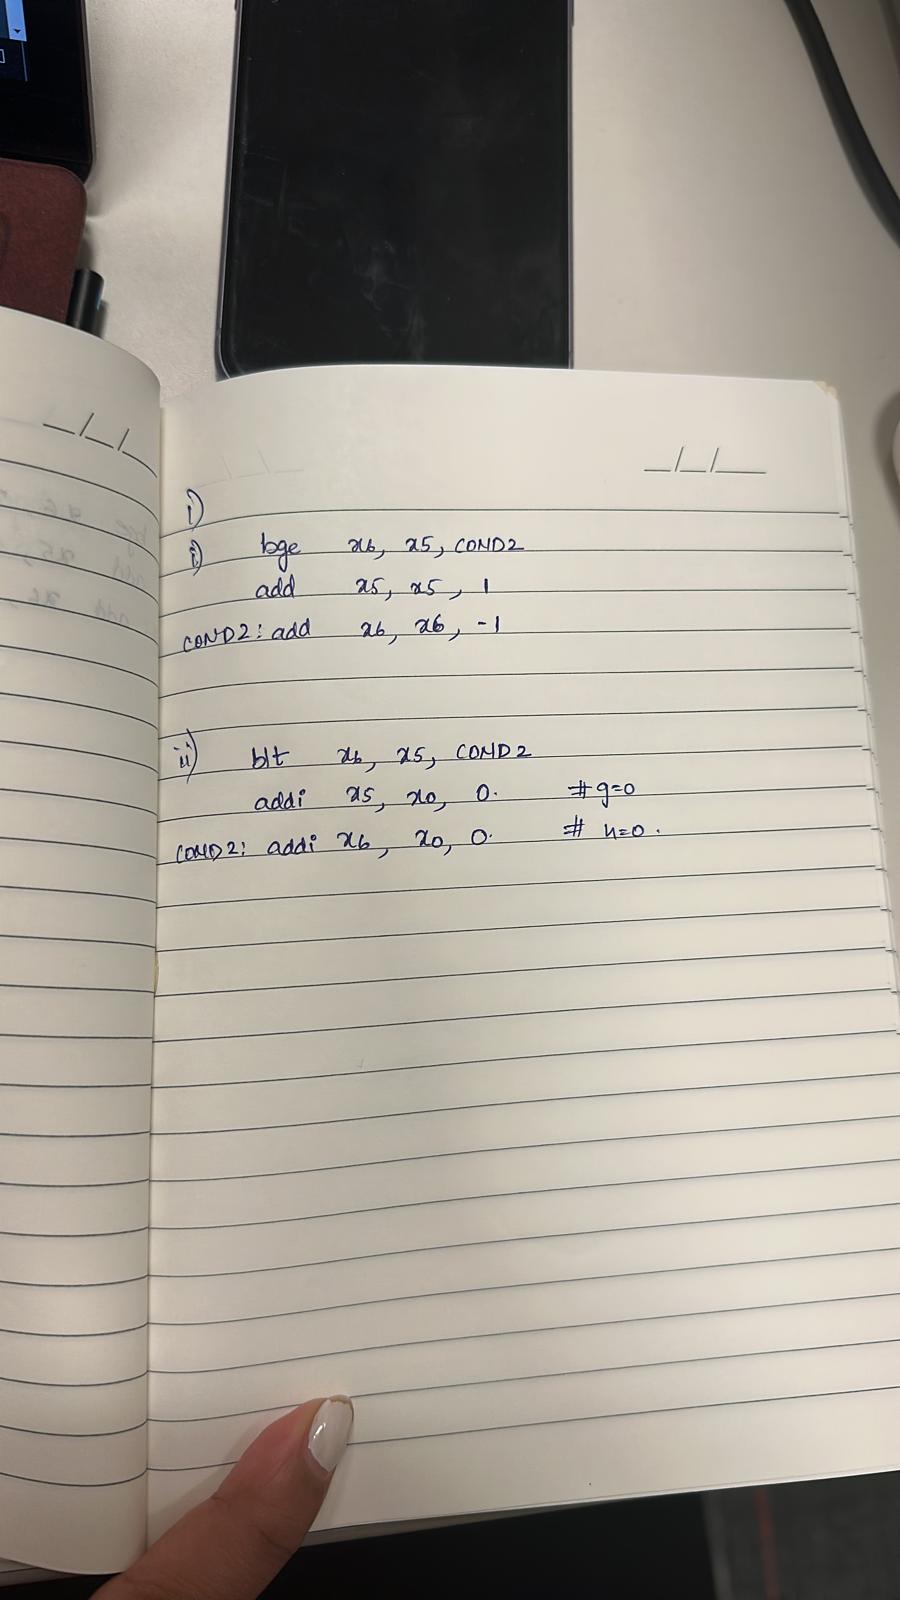 __/__/__
__/__/__
i)
i) bge x6, x5, COND2
add x5, x5, 1
COND2: add x6, x6, -1
ii) blt x6, x5, COND2
addi x5, x0, 0. # g=0
COND2: addi x6, x0, 0. # h=0.